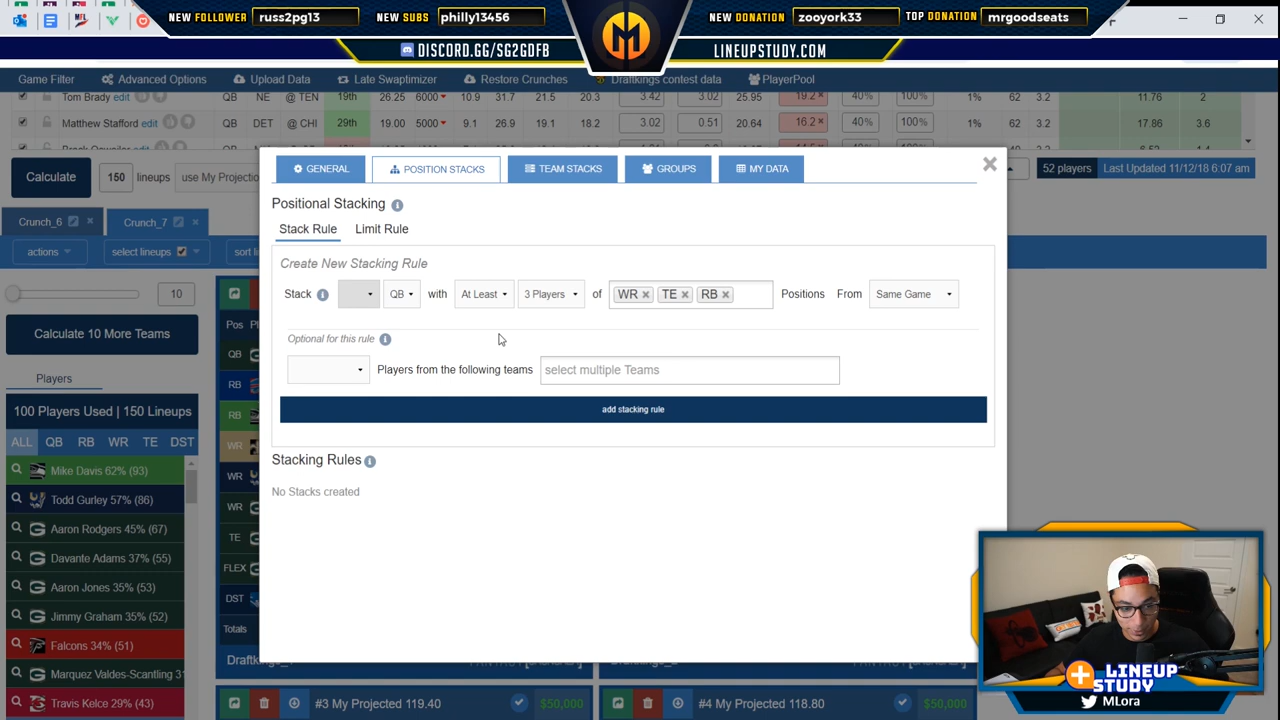 NEW FOLLOWER russ2pg13 NEW SUBS philly13456 NEW DONATION zooyork33 TOP DONATION mrgoodseats
DISCORD.GG/SG2GDFB LINEUPSTUDY.COM
Game Filter Advanced Options Upload Data Late Swaptimizer Restore Crunches Draftkings contest data PlayerPool
Tom Brady edit QB NE @ TEN 19th 26.25 6000 10.9 31.7 21.5 20.3 3.42 3.02 25.95 19.2 x 40% 100% 1% 62 3.2 11.76 2
Matthew Stafford edit QB DET @ CHI 29th 19.00 5000 9.1 26.9 19.1 18.2 3.02 0.51 20.64 16.2 x 40% 100% 1% 62 3.2 17.86 3.6
Calculate 150 lineups use My Projection 52 players Last Updated 11/12/18 6:07 am
GENERAL POSITION STACKS TEAM STACKS GROUPS MY DATA
Positional Stacking
Crunch_6 Crunch_7
Stack Rule Limit Rule
actions select lineups sort
Create New Stacking Rule
Stack QB with At Least 3 Players of WR x TE x RB x Positions From Same Game
10
Calculate 10 More Teams
Optional for this rule
Players from the following teams select multiple Teams
Players
100 Players Used | 150 Lineups
add stacking rule
ALL QB RB WR TE DST
Stacking Rules
No Stacks created
Mike Davis 62% (93)
Todd Gurley 57% (86)
Aaron Rodgers 45% (67)
Davante Adams 37% (55)
Aaron Jones 35% (53)
Jimmy Graham 35% (52)
Falcons 34% (51)
Marquez Valdes-Scantling 31
Travis Kelce 29% (43)
Pos
QB
RB
RB
WR
WR
WR
TE
FLEX
DST
Totals
#3 My Projected 119.40 $50,000 #4 My Projected 118.80 $50,000
LINEUP
STUDY
MLora